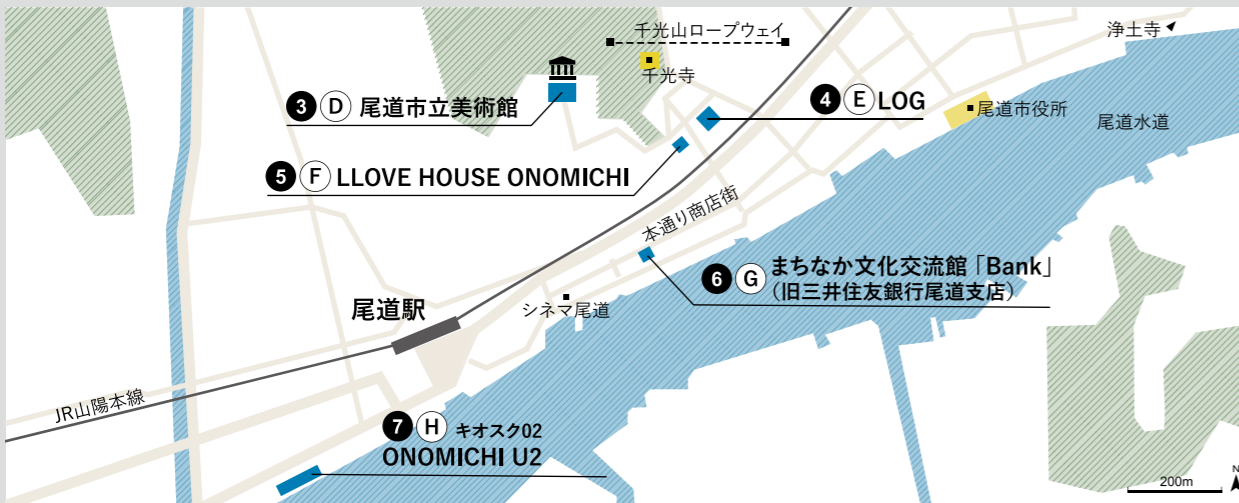 千光山ロープウェイ
浄土寺
千光寺
3 D 尾道市立美術館
4 E LOG
尾道市役所
尾道水道
5 F LLOVE HOUSE ONOMICHI
本通り商店街
6 G まちなか文化交流館「Bank」
（旧三井住友銀行尾道支店）
尾道駅
シネマ尾道
JR山陽本線
7 H キオスク02
ONOMICHI U2
200m
N